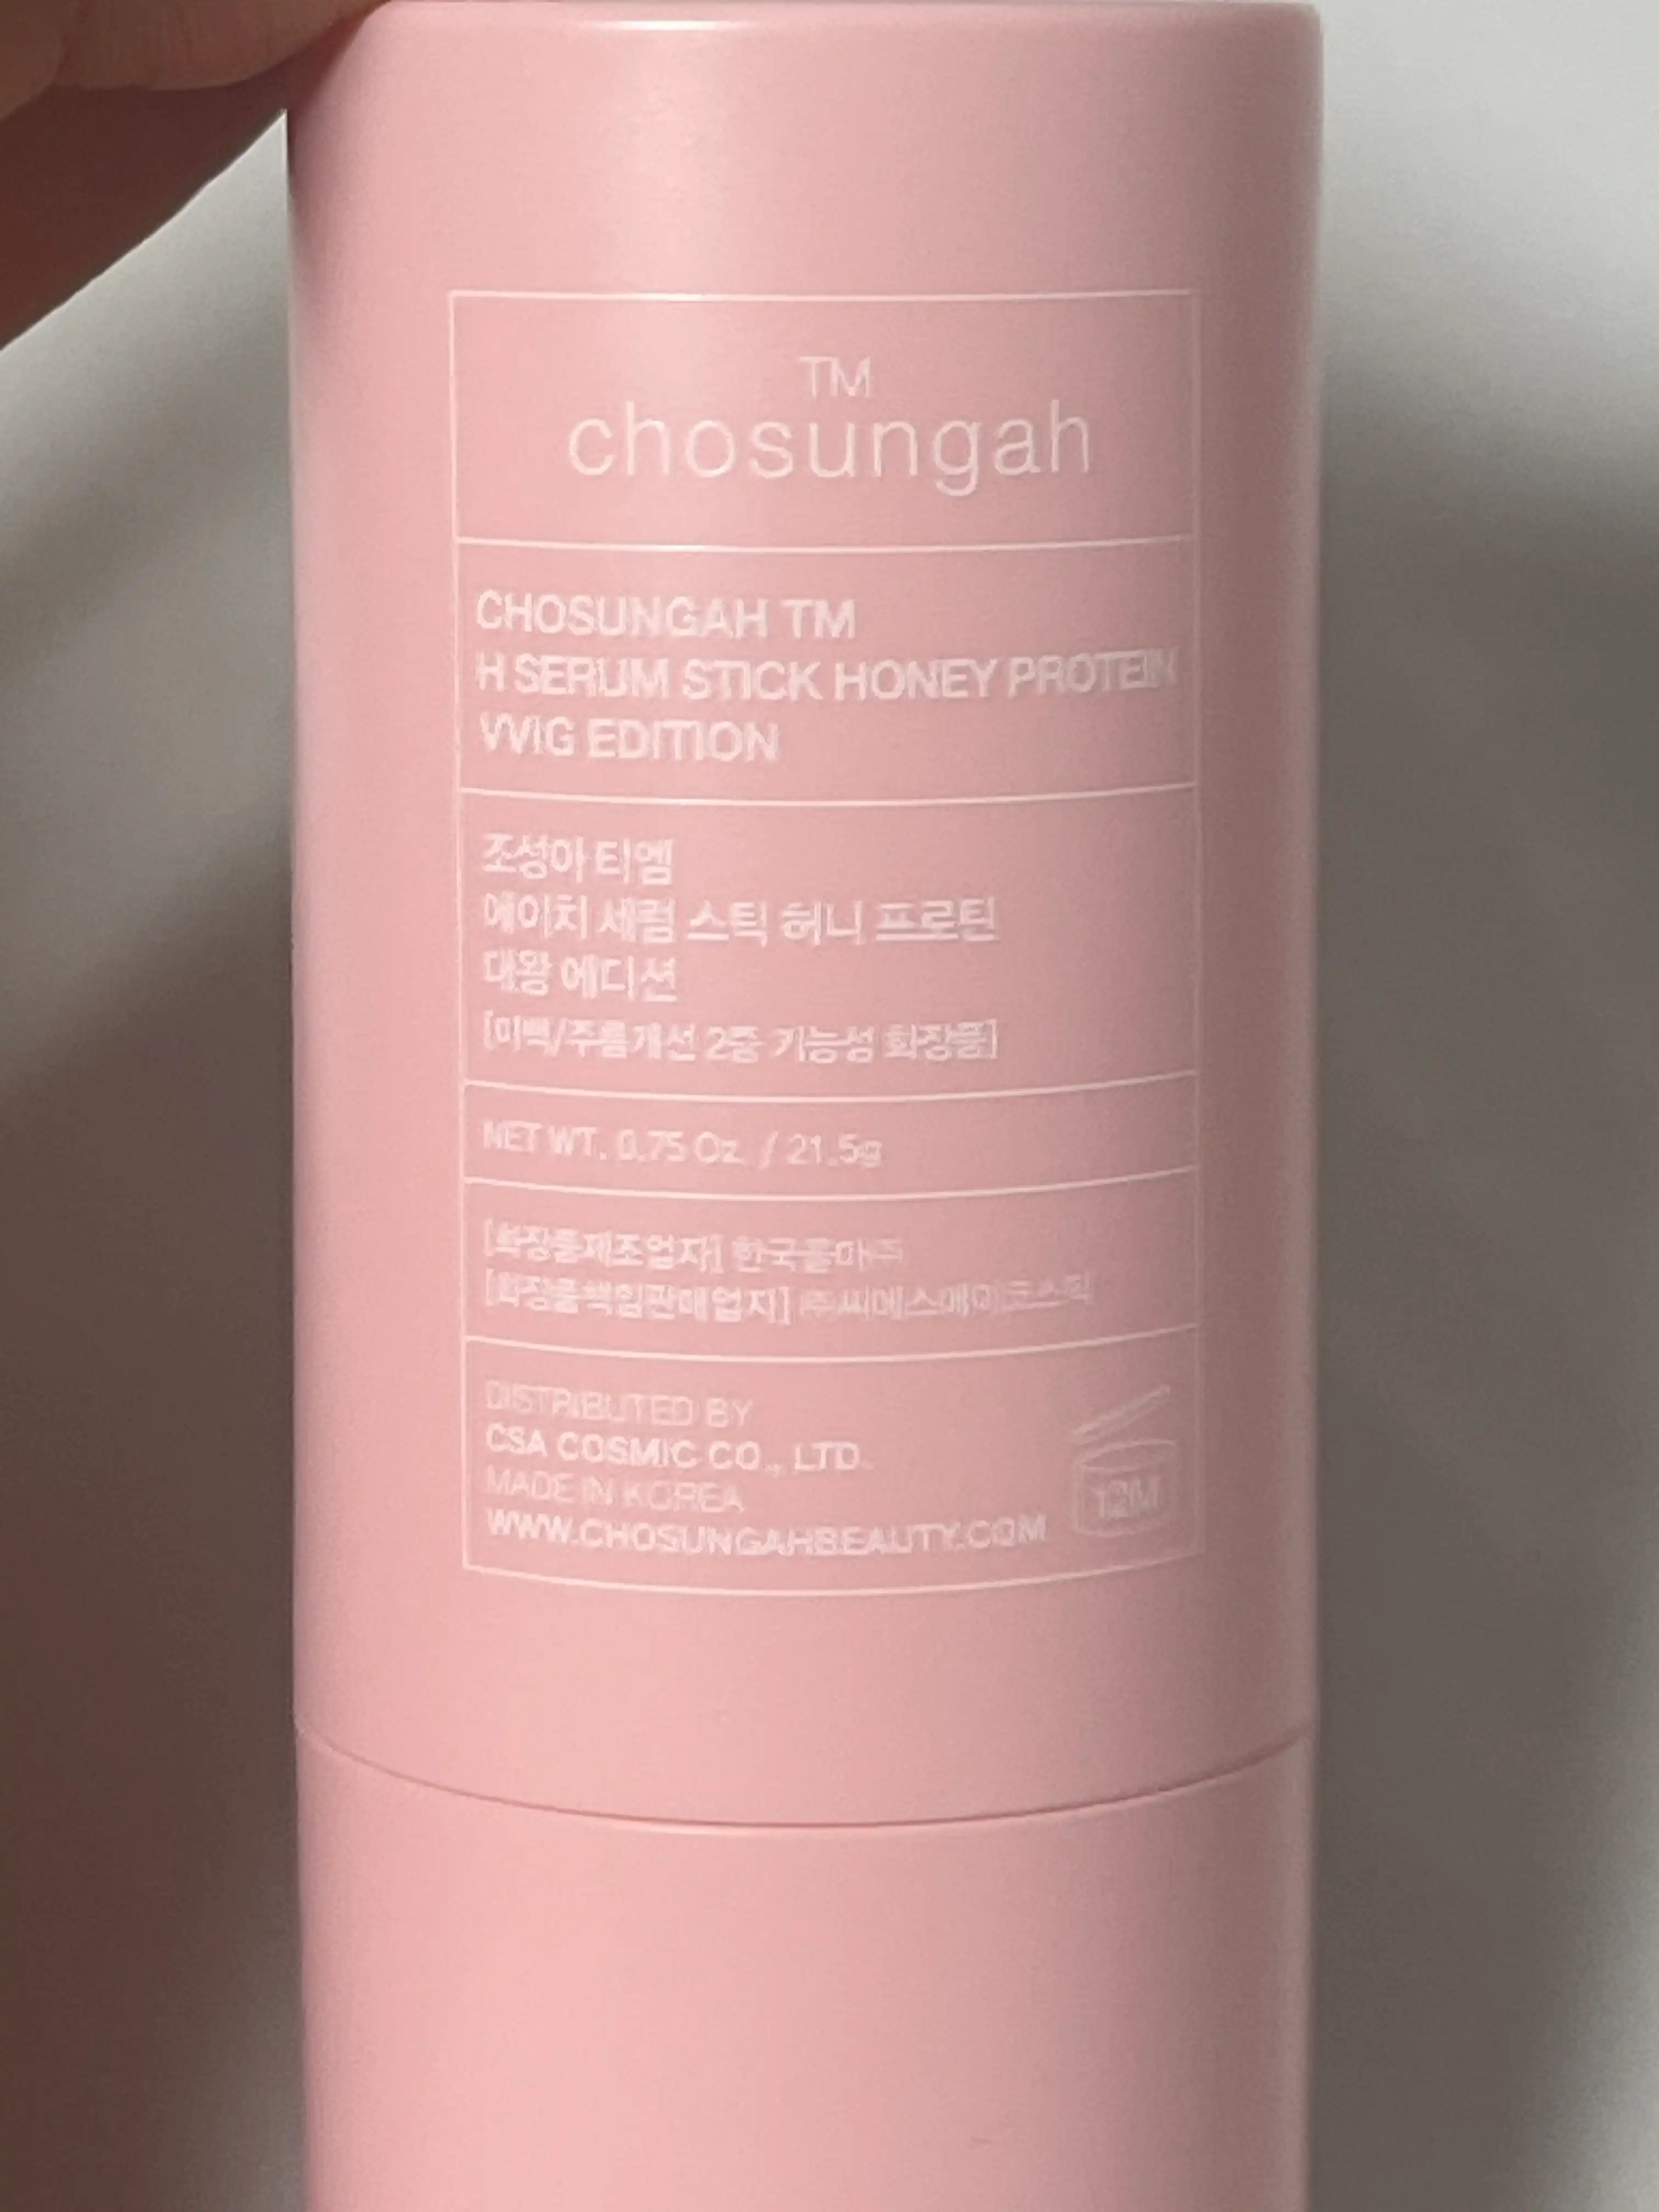 TM
chosungah
CHOSUNGAH TM
H SERUM STICK HONEY PROTEIN
VVIG EDITION
조성아 티엠
에이치 세럼 스틱 허니 프로틴
대왕 에디션
[미백/주름개선 2중 기능성 화장품]
NET WT. 0.75 Oz. / 21.5g
[화장품제조업자] 한국콜마㈜
[화장품책임판매업자] ㈜씨에스에이코스믹
DISTRIBUTED BY
CSA COSMIC CO., LTD.
MADE IN KOREA
WWW.CHOSUNGAHBEAUTY.COM
12M